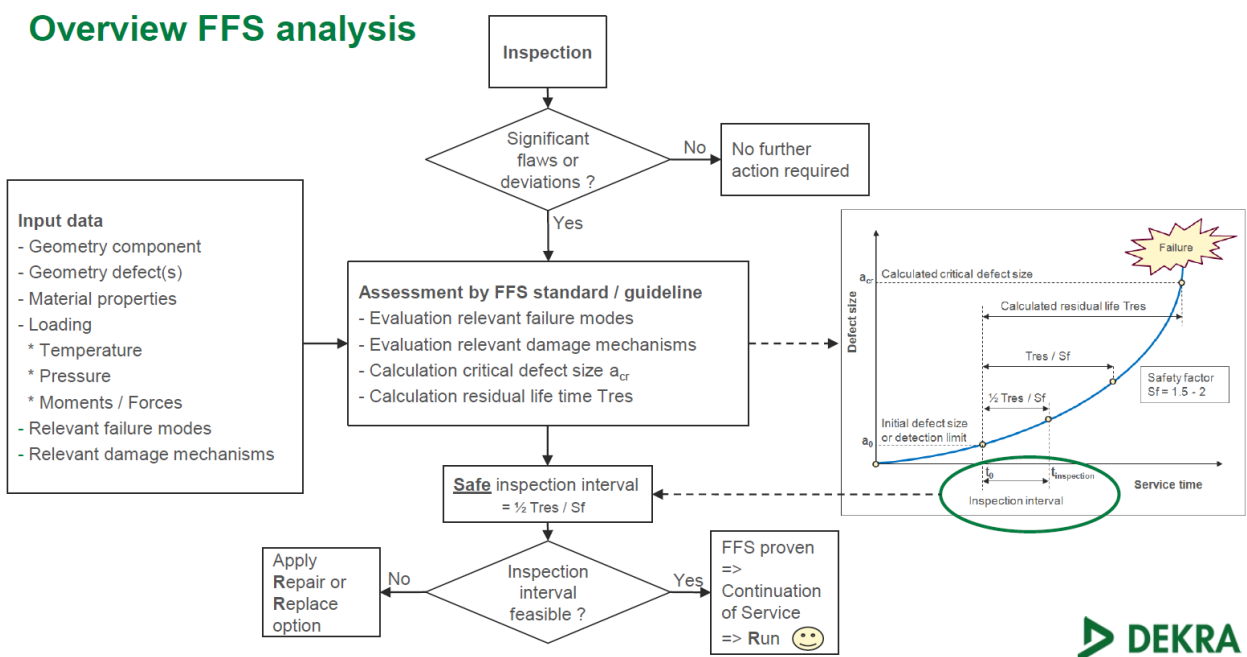 Overview FFS analysis
Inspection
Significant
flaws or
deviations ?
No
No further
action required
Yes
Input data
- Geometry component
- Geometry defect(s)
- Material properties
- Loading
* Temperature
* Pressure
* Moments / Forces
- Relevant failure modes
- Relevant damage mechanisms
Assessment by FFS standard / guideline
- Evaluation relevant failure modes
- Evaluation relevant damage mechanisms
- Calculation critical defect size acr
- Calculation residual life time Tres
Failure
acr
Calculated critical defect size
Defect size
Calculated residual life Tres
Tres / Sf
Safety factor
Sf = 1.5 - 2
½ Tres / Sf
Initial defect size
or detection limit
a0
t0
tinspection
Service time
Inspection interval
Safe inspection interval
= ½ Tres / Sf
Inspection
interval
feasible ?
No
Apply
Repair or
Replace
option
Yes
FFS proven
=>
Continuation
of Service
=> Run
DEKRA